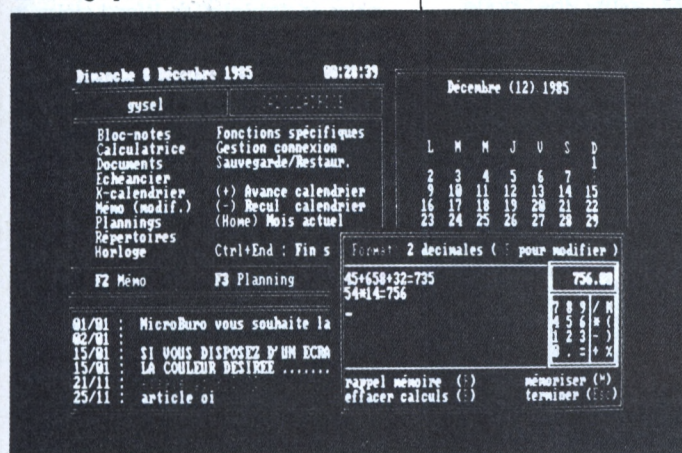 Dimanche 8 Décembre 1985 00:28:39
gysel CALCULATRICE
Bloc-notes Fonctions spécifiques
Calculatrice Gestion connexion
Documents Sauvegarde/Restaur.
Echéancier
X-calendrier (+) Avance calendrier
Mémo (modif.) (-) Recul calendrier
Plannings (Home) Mois actuel
Répertoires
Horloge Ctrl+End : Fin s
F2 Mémo F3 Planning
Décembre (12) 1985
L M M J V S D
1
2 3 4 5 6 7
9 10 11 12 13 14 15
16 17 18 19 20 21 22
23 24 25 26 27 28 29
01/01 : MicroBuro vous souhaite la
02/01 :
15/01 : SI VOUS DISPOSEZ D'UN ECRA
15/01 : LA COULEUR DESIREE .......
21/11 :
25/11 : article oi
Format 2 decimales ( pour modifier )
45+658+32=735
54*14=756
756.00
7 8 9 / M
4 5 6 * (
1 2 3 - )
0 . = + %
rappel mémoire ( ) mémoriser (M)
effacer calculs ( ) terminer (Esc)